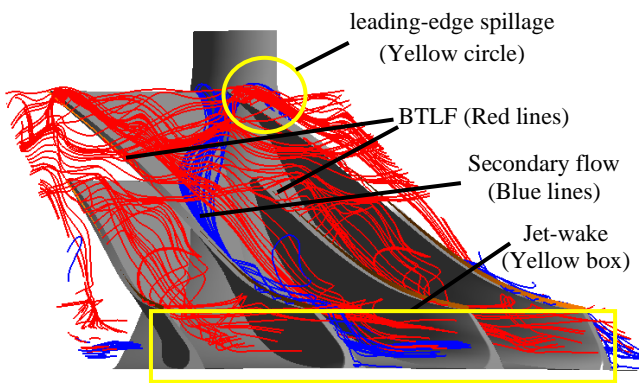 leading-edge spillage
(Yellow circle)
BTLF (Red lines)
Secondary flow
(Blue lines)
Jet-wake
(Yellow box)